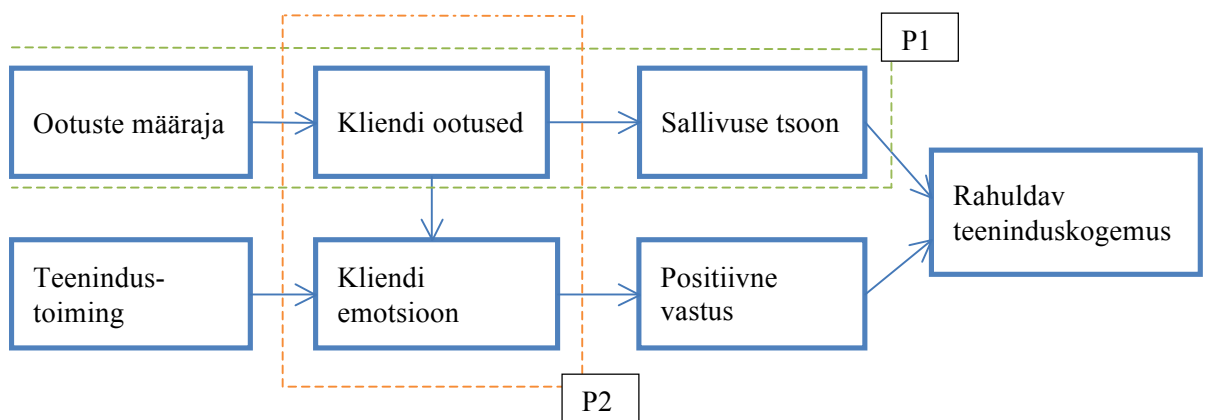 P1
Ootuste määraja
Kliendi ootused
Sallivuse tsoon
Rahuldav
teeninduskogemus
Teenindus-
toiming
Kliendi
emotsioon
Positiivne
vastus
P2